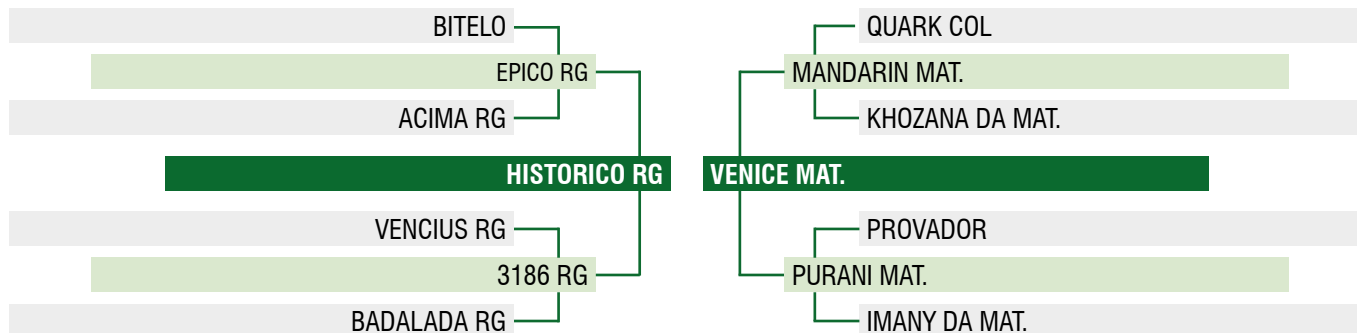 BITELO
QUARK COL
EPICO RG
MANDARIN MAT.
ACIMA RG
KHOZANA DA MAT.
HISTORICO RG
VENICE MAT.
VENCIUS RG
PROVADOR
3186 RG
PURANI MAT.
BADALADA RG
IMANY DA MAT.